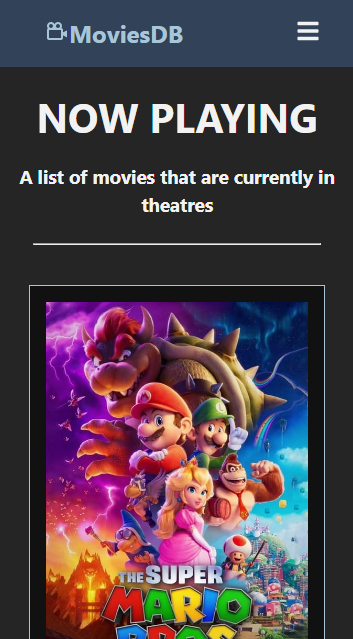 MoviesDB
NOW PLAYING
A list of movies that are currently in
theatres
THE SUPER
MARIO
BROS